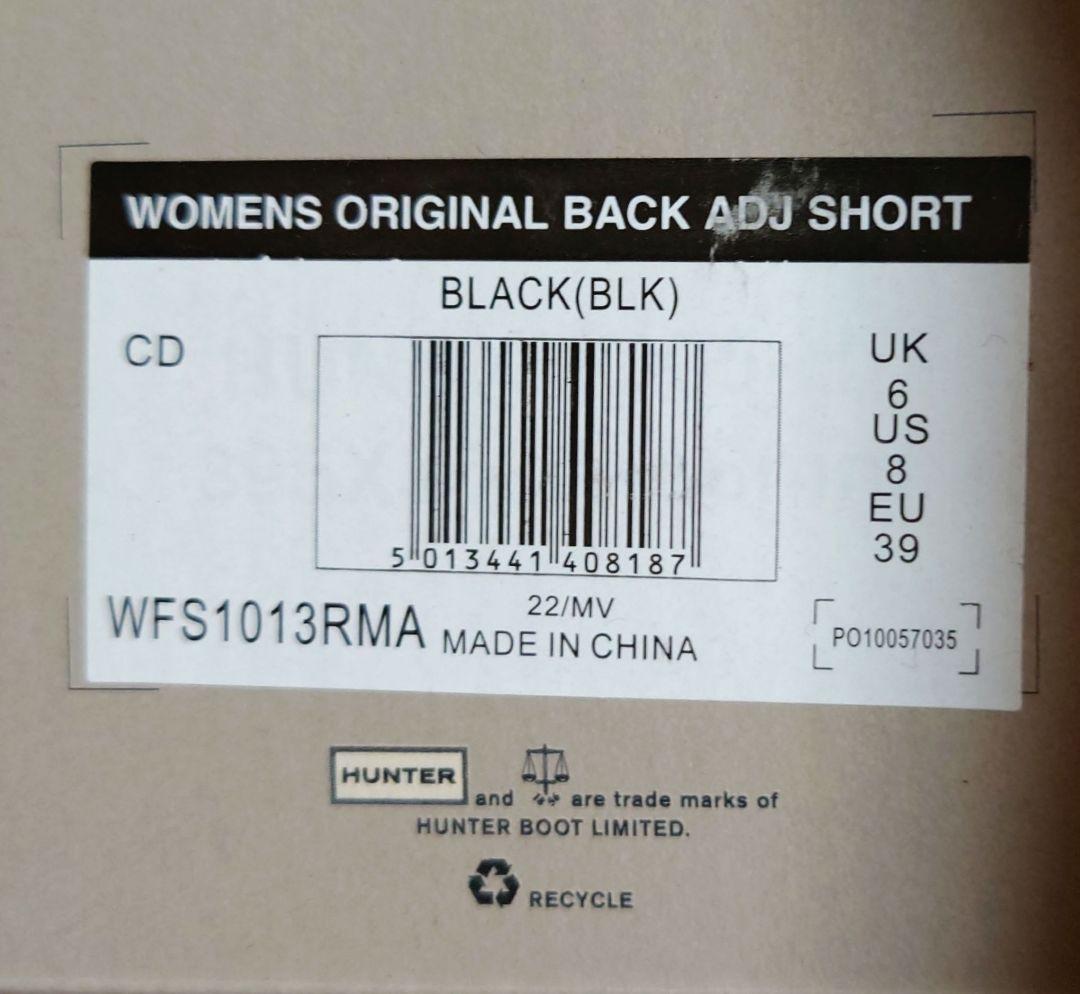 WOMENS ORIGINAL BACK ADJ SHORT
BLACK(BLK)
CD
UK
6
US
8
EU
39
5 013441 408187
WFS1013RMA
22/MV
MADE IN CHINA
PO10057035
HUNTER and are trade marks of
HUNTER BOOT LIMITED.
RECYCLE